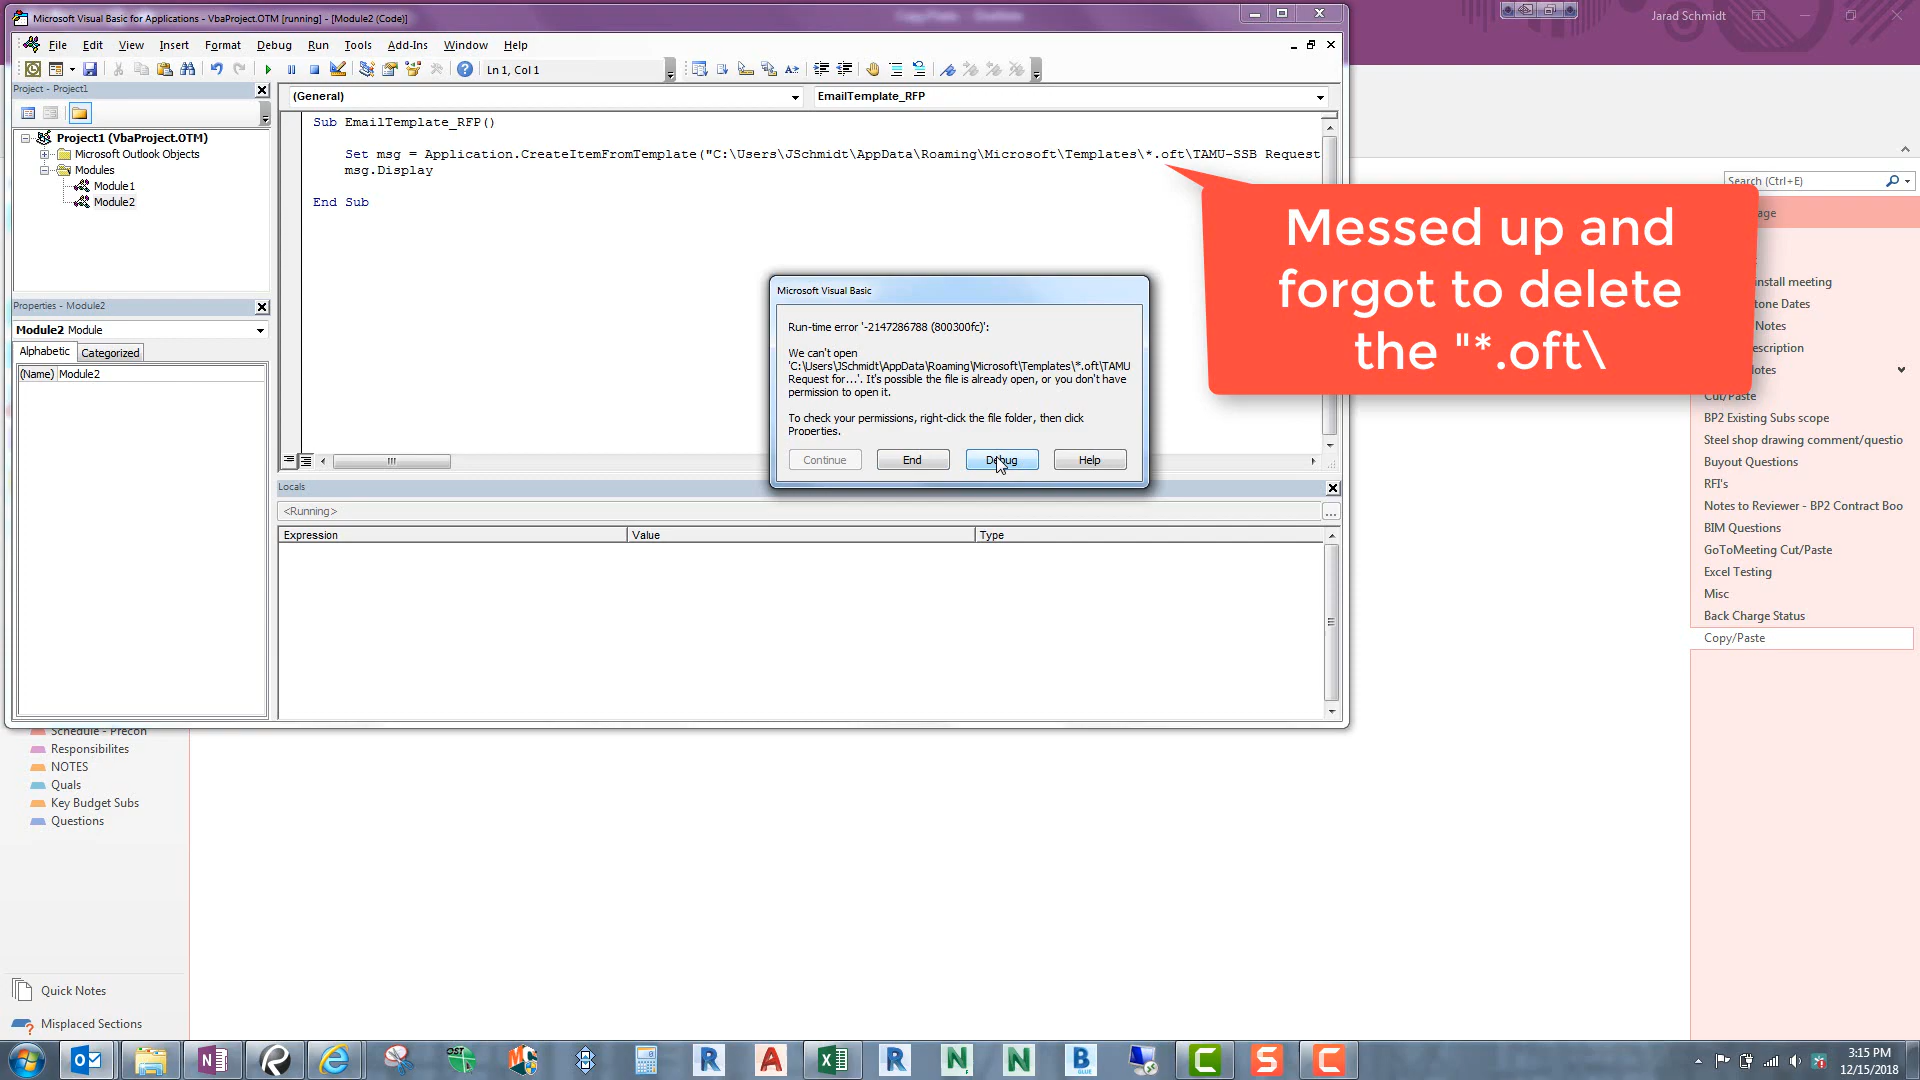 Microsoft Visual Basic for Applications - VbaProject.OTM [running] - [Module2 (Code)]
Jarad Schmidt
File Edit View Insert Format Debug Run Tools Add-Ins Window Help
Ln 1, Col 1
Project - Project1
(General)
EmailTemplate_RFP
Project1 (VbaProject.OTM)
Microsoft Outlook Objects
Modules
Module1
Module2
Sub EmailTemplate_RFP()
Set msg = Application.CreateItemFromTemplate("C:\Users\JSchmidt\AppData\Roaming\Microsoft\Templates\*.oft\TAMU-SSB Request
msg.Display
End Sub
Messed up and
forgot to delete
the "*.oft\
Microsoft Visual Basic
Run-time error '-2147286788 (800300fc)':
We can't open
'C:\Users\JSchmidt\AppData\Roaming\Microsoft\Templates\*.oft\TAMU
Request for...'. It's possible the file is already open, or you don't have
permission to open it.
To check your permissions, right-click the file folder, then click
Properties.
Continue End Debug Help
Properties - Module2
Module2 Module
Alphabetic Categorized
(Name) Module2
Locals
<Running>
Expression Value Type
Search (Ctrl+E)
age
nstall meeting
tone Dates
Notes
escription
lotes
Cut/Paste
BP2 Existing Subs scope
Steel shop drawing comment/questio
Buyout Questions
RFI's
Notes to Reviewer - BP2 Contract Boo
BIM Questions
GoToMeeting Cut/Paste
Excel Testing
Misc
Back Charge Status
Copy/Paste
Schedule - Precon
Responsibilites
NOTES
Quals
Key Budget Subs
Questions
Quick Notes
Misplaced Sections
3:15 PM
12/15/2018